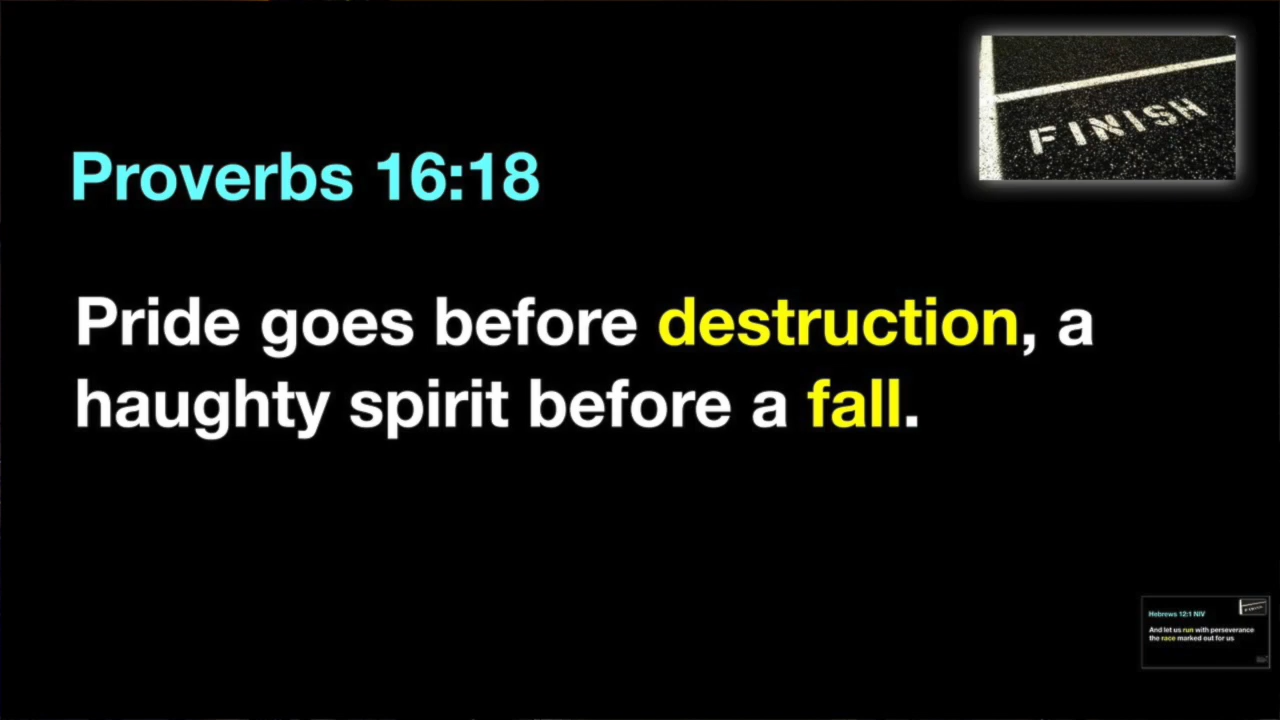 FINISH
Proverbs 16:18
Pride goes before destruction, a
haughty spirit before a fall.
Hebrews 12:1 NIV
And let us run with perseverance
the race marked out for us